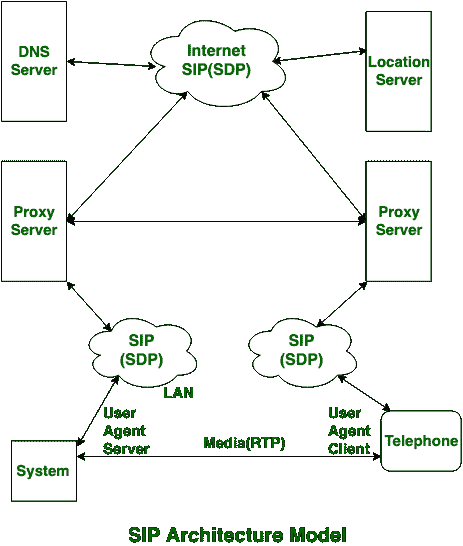 DNS
Server
Internet
SIP(SDP)
Location
Server
Proxy
Server
Proxy
Server
SIP
(SDP)
SIP
(SDP)
LAN
User
Agent
Server
User
Agent
Client
System
Media(RTP)
Telephone
SIP Architecture Model